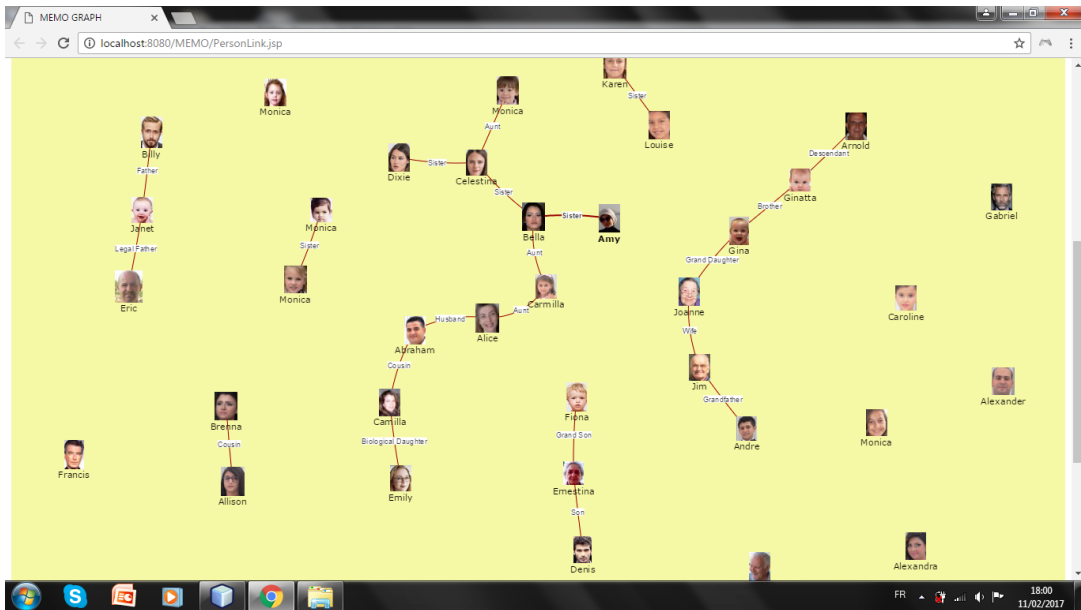 MEMO GRAPH
localhost:8080/MEMO/PersonLink.jsp
Karen
Sister
Louise
Monica
Monica
Aunt
Billy
Father
Janet
Legal Father
Eric
Dixie
Sister
Celestina
Sister
Bella
Sister
Amy
Aunt
Carmilla
Aunt
Alice
Husband
Abraham
Cousin
Camilla
Biological Daughter
Emily
Monica
Sister
Monica
Arnold
Descendant
Ginatta
Brother
Gina
Grand Daughter
Joanne
Wife
Jim
Grandfather
Andre
Gabriel
Caroline
Alexander
Monica
Brenna
Cousin
Allison
Francis
Fiona
Grand Son
Ernestina
Son
Denis
Alexandra
FR
18:00
11/02/2017